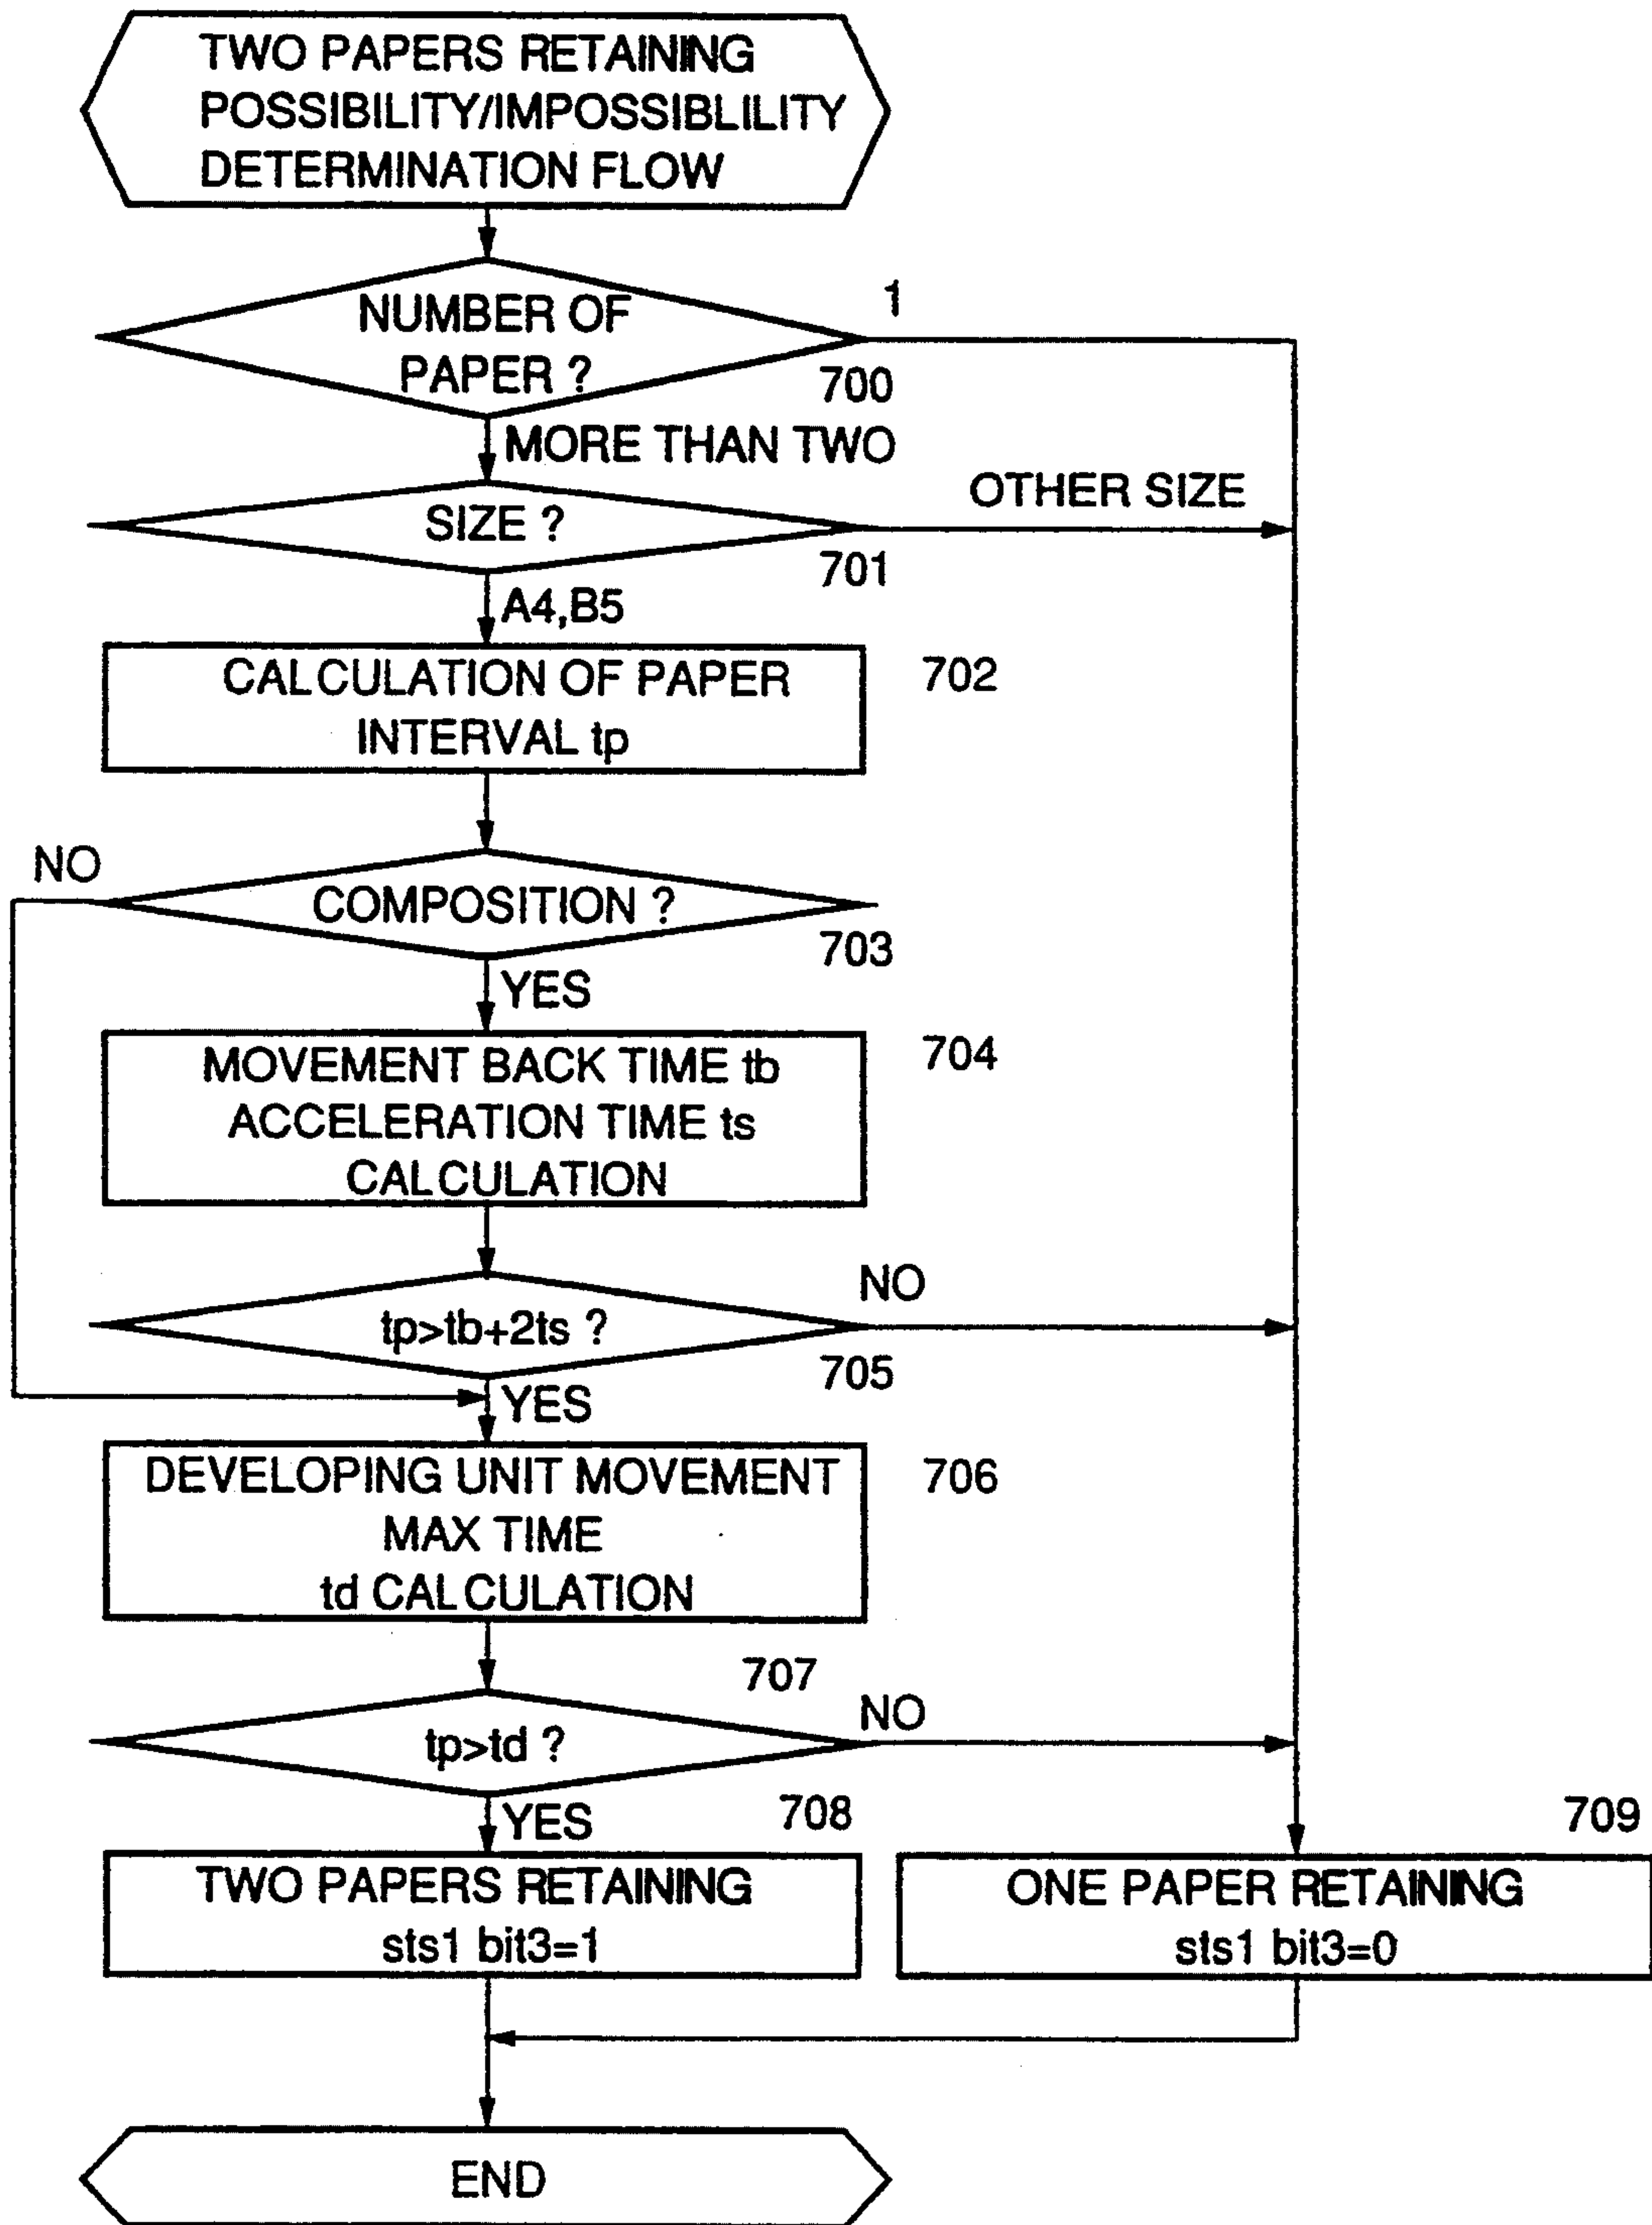 TWO PAPERS RETAINING
POSSIBILITY/IMPOSSIBLILITY
DETERMINATION FLOW
NUMBER OF
PAPER ?
1
700
MORE THAN TWO
SIZE ?
OTHER SIZE
701
A4,B5
CALCULATION OF PAPER
INTERVAL tp
702
NO
COMPOSITION ?
703
YES
MOVEMENT BACK TIME tb
ACCELERATION TIME ts
CALCULATION
704
tp>tb+2ts ?
NO
705
YES
DEVELOPING UNIT MOVEMENT
MAX TIME
td CALCULATION
706
707
tp>td ?
NO
YES
708
709
TWO PAPERS RETAINING
sts1 bit3=1
ONE PAPER RETAINING
sts1 bit3=0
END